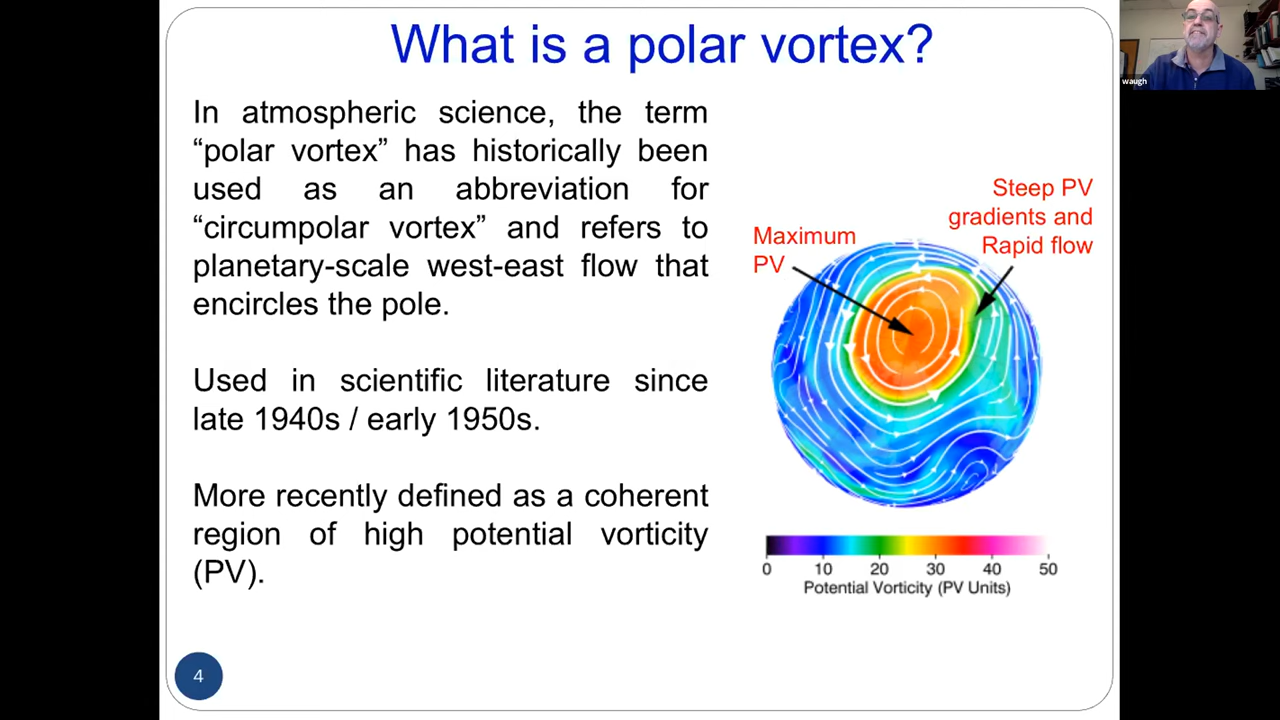 What is a polar vortex?
In atmospheric science, the term
“polar vortex” has historically been
used as an abbreviation for
“circumpolar vortex” and refers to
planetary-scale west-east flow that
encircles the pole.
Used in scientific literature since
late 1940s / early 1950s.
More recently defined as a coherent
region of high potential vorticity
(PV).
Steep PV
gradients and
Rapid flow
Maximum
PV
0 10 20 30 40 50
Potential Vorticity (PV Units)
4
waugh